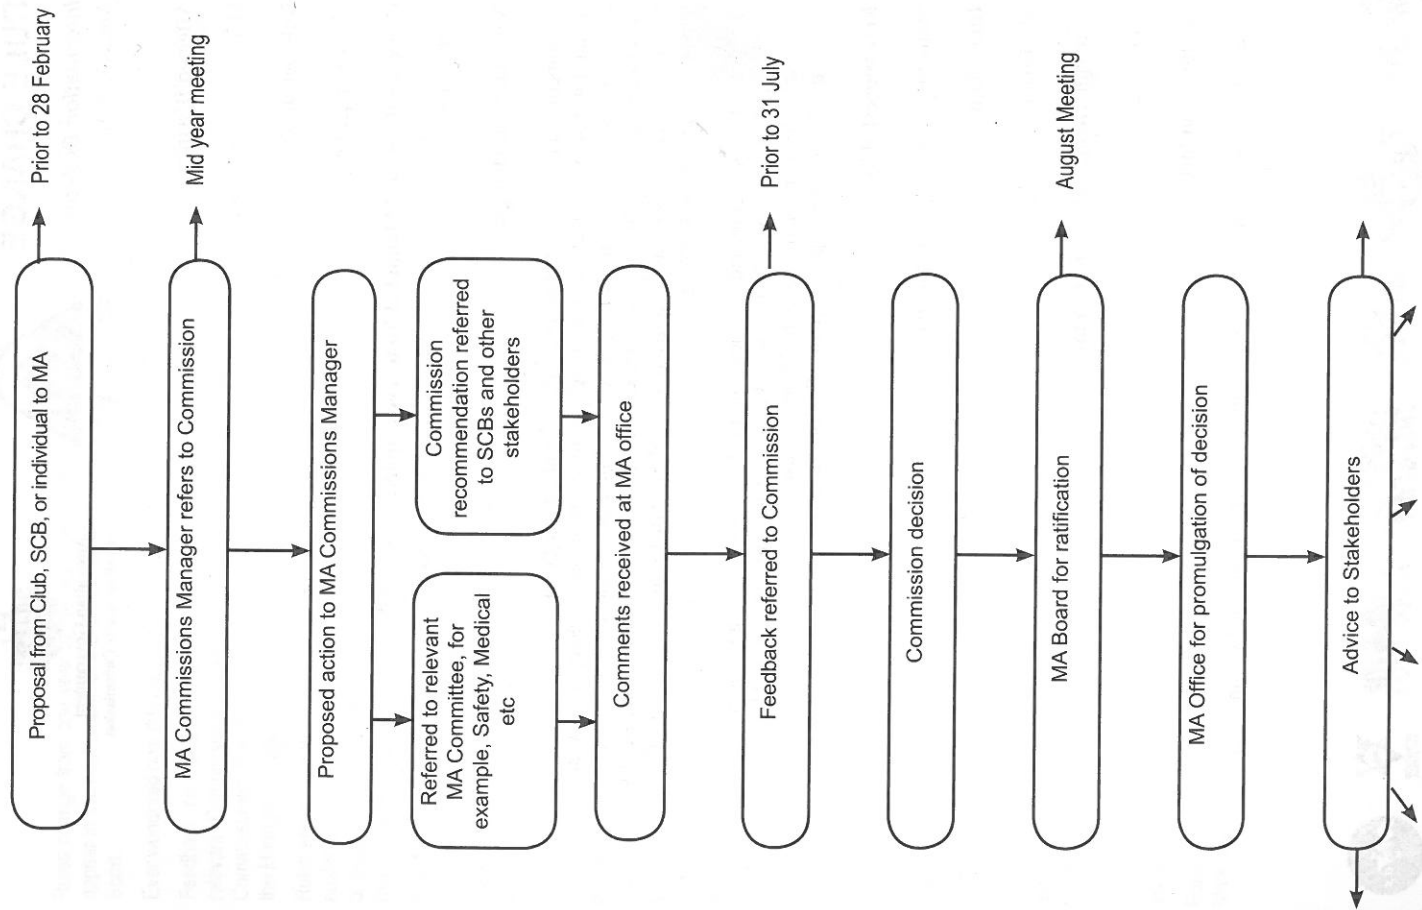 Proposal from Club, SCB, or individual to MA
Prior to 28 February
MA Commissions Manager refers to Commission
Mid year meeting
Proposed action to MA Commissions Manager
Referred to relevant
MA Committee, for
example, Safety, Medical
etc
Commission
recommendation referred
to SCBs and other
stakeholders
Comments received at MA office
Feedback referred to Commission
Prior to 31 July
Commission decision
MA Board for ratification
August Meeting
MA Office for promulgation of decision
Advice to Stakeholders